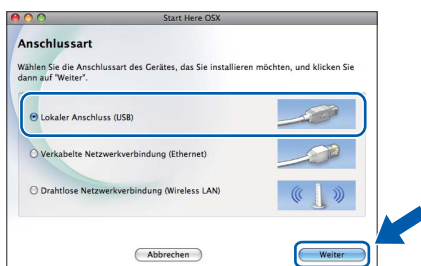 Start Here OSX
Anschlussart
Wählen Sie die Anschlussart des Gerätes, das Sie installieren möchten, und klicken Sie
dann auf "Weiter".
Lokaler Anschluss (USB)
Verkabelte Netzwerkverbindung (Ethernet)
Drahtlose Netzwerkverbindung (Wireless LAN)
Abbrechen
Weiter